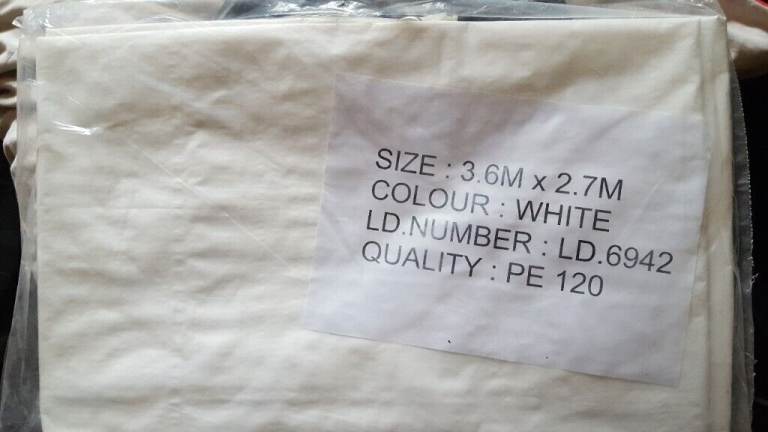 SIZE : 3.6M x 2.7M
COLOUR : WHITE
LD.NUMBER : LD.6942
QUALITY : PE 120